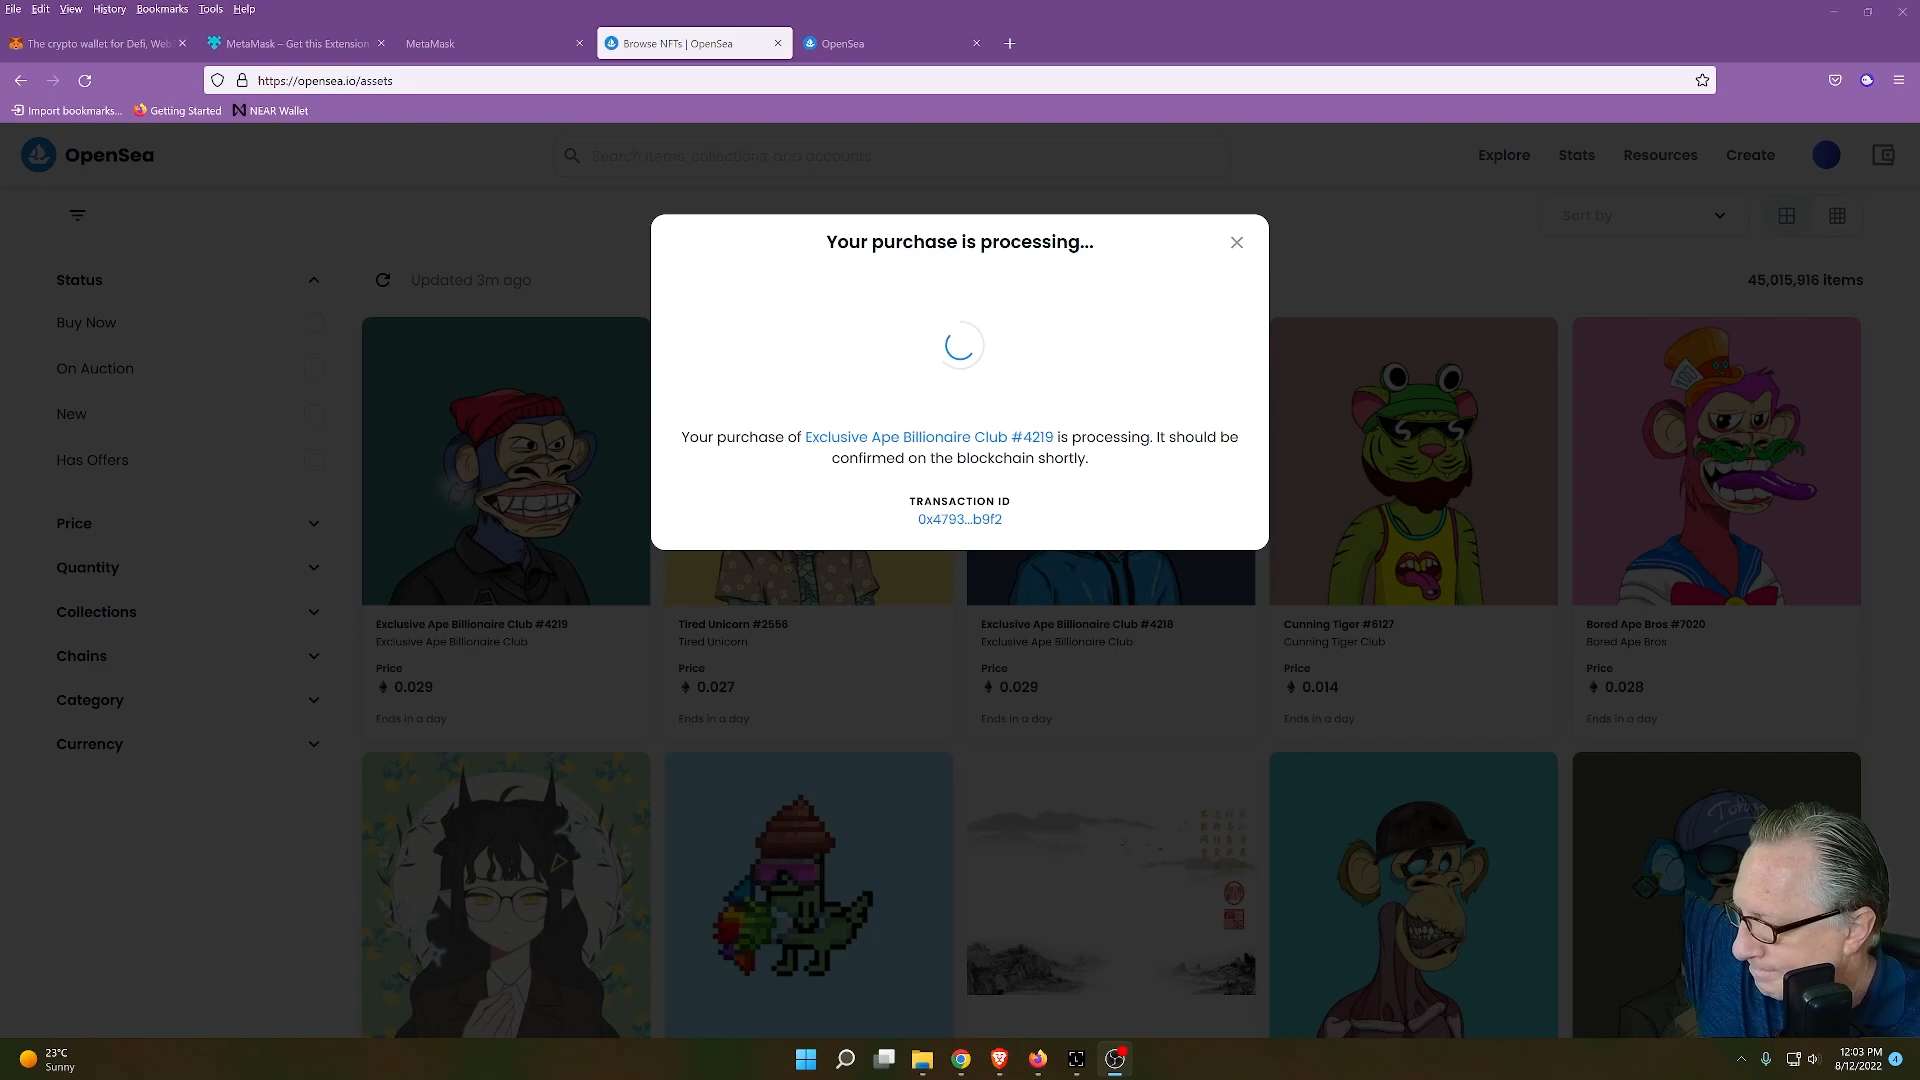 File Edit View History Bookmarks Tools Help
The crypto wallet for Defi, Web3
MetaMask – Get this Extension
MetaMask
Browse NFTs | OpenSea
OpenSea
https://opensea.io/assets
Import bookmarks... Getting Started NEAR Wallet
OpenSea
Search items, collections, and accounts
Explore Stats Resources Create
Sort by
Your purchase is processing...
Status
Updated 3m ago
45,015,916 items
Buy Now
On Auction
New
Has Offers
Price
Quantity
Collections
Chains
Category
Currency
Your purchase of Exclusive Ape Billionaire Club #4219 is processing. It should be
confirmed on the blockchain shortly.
TRANSACTION ID
0x4793...b9f2
Exclusive Ape Billionaire Club #4219
Exclusive Ape Billionaire Club
Price
0.029
Ends in a day
Tired Unicorn #2556
Tired Unicorn
Price
0.027
Ends in a day
Exclusive Ape Billionaire Club #4218
Exclusive Ape Billionaire Club
Price
0.029
Ends in a day
Cunning Tiger #6127
Cunning Tiger Club
Price
0.014
Ends in a day
Bored Ape Bros #7020
Bored Ape Bros
Price
0.028
Ends in a day
23°C
Sunny
12:03 PM
8/12/2022
4